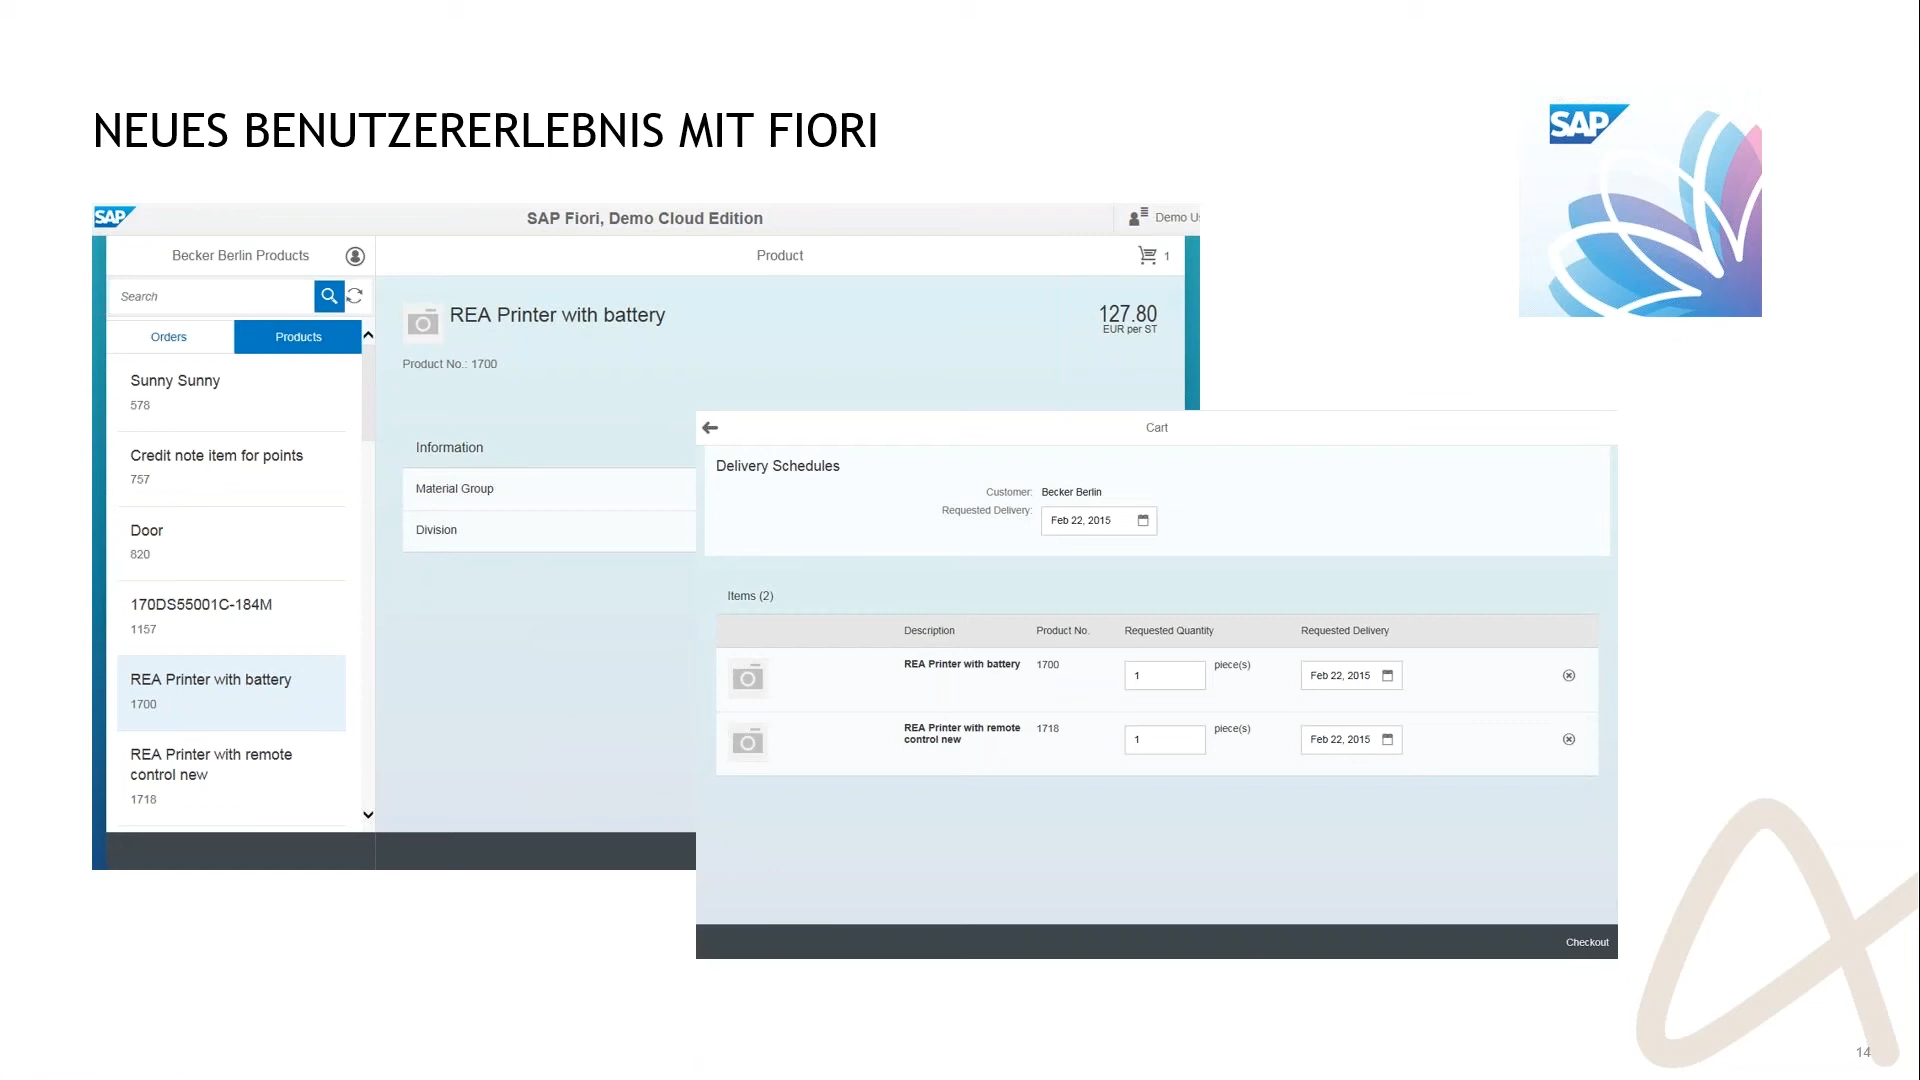 NEUES BENUTZERERLEBNIS MIT FIORI
SAP
SAP
SAP Fiori, Demo Cloud Edition
Demo Us
Becker Berlin Products
Product
1
Search
Orders
Products
Sunny Sunny
578
Credit note item for points
757
Door
820
170DS55001C-184M
1157
REA Printer with battery
1700
REA Printer with remote
control new
1718
REA Printer with battery
127.80
EUR per ST
Product No.: 1700
Information
Material Group
Division
Cart
Delivery Schedules
Customer: Becker Berlin
Requested Delivery: Feb 22, 2015
Items (2)
Description Product No. Requested Quantity Requested Delivery
REA Printer with battery 1700 1 piece(s) Feb 22, 2015
REA Printer with remote 1718 1 piece(s) Feb 22, 2015
control new
Checkout
14